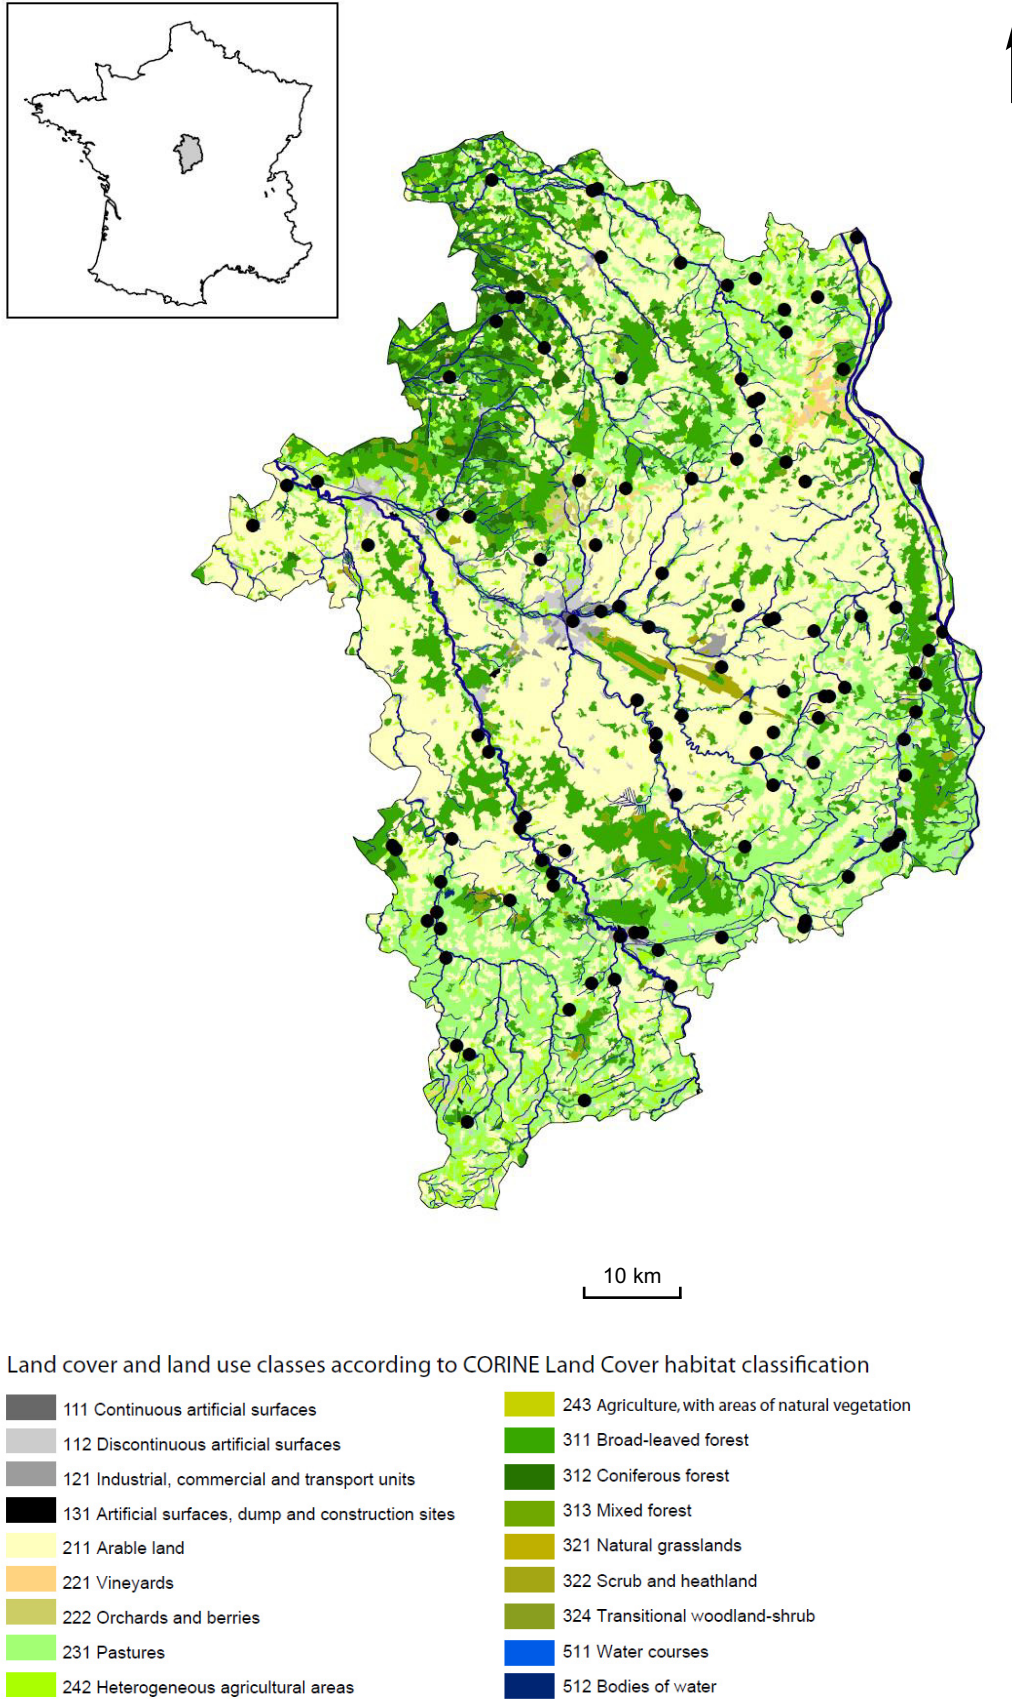 10 km
Land cover and land use classes according to CORINE Land Cover habitat classification
111 Continuous artificial surfaces
112 Discontinuous artificial surfaces
121 Industrial, commercial and transport units
131 Artificial surfaces, dump and construction sites
211 Arable land
221 Vineyards
222 Orchards and berries
231 Pastures
242 Heterogeneous agricultural areas
243 Agriculture, with areas of natural vegetation
311 Broad-leaved forest
312 Coniferous forest
313 Mixed forest
321 Natural grasslands
322 Scrub and heathland
324 Transitional woodland-shrub
511 Water courses
512 Bodies of water